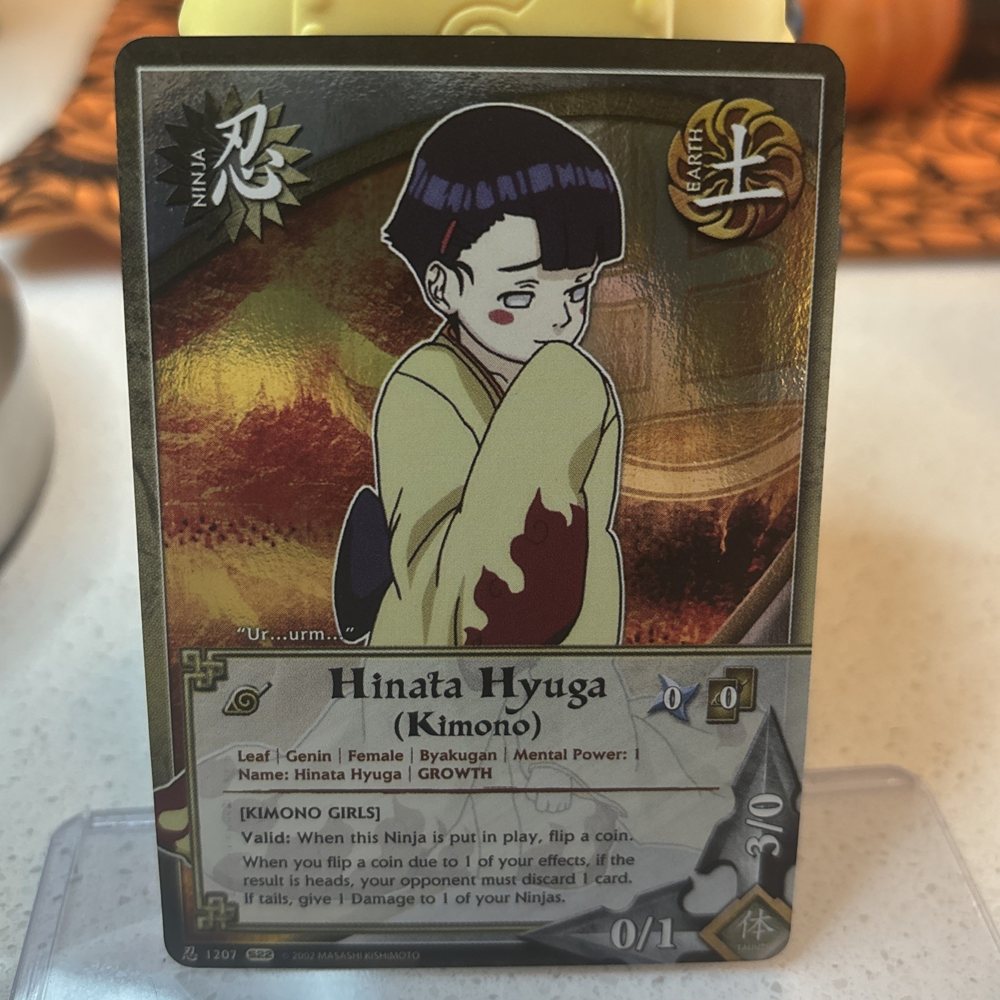 NINJA 忍
EARTH 土
"Ur...urm..."
Hinata Hyuga
(Kimono)
0 0
Leaf | Genin | Female | Byakugan | Mental Power: 1
Name: Hinata Hyuga | GROWTH
[KIMONO GIRLS]
Valid: When this Ninja is put in play, flip a coin.
When you flip a coin due to 1 of your effects, if the
result is heads, your opponent must discard 1 card.
If tails, give 1 Damage to 1 of your Ninjas.
3/0
0/1
体
忍 1207 S22 © 2002 MASASHI KISHIMOTO